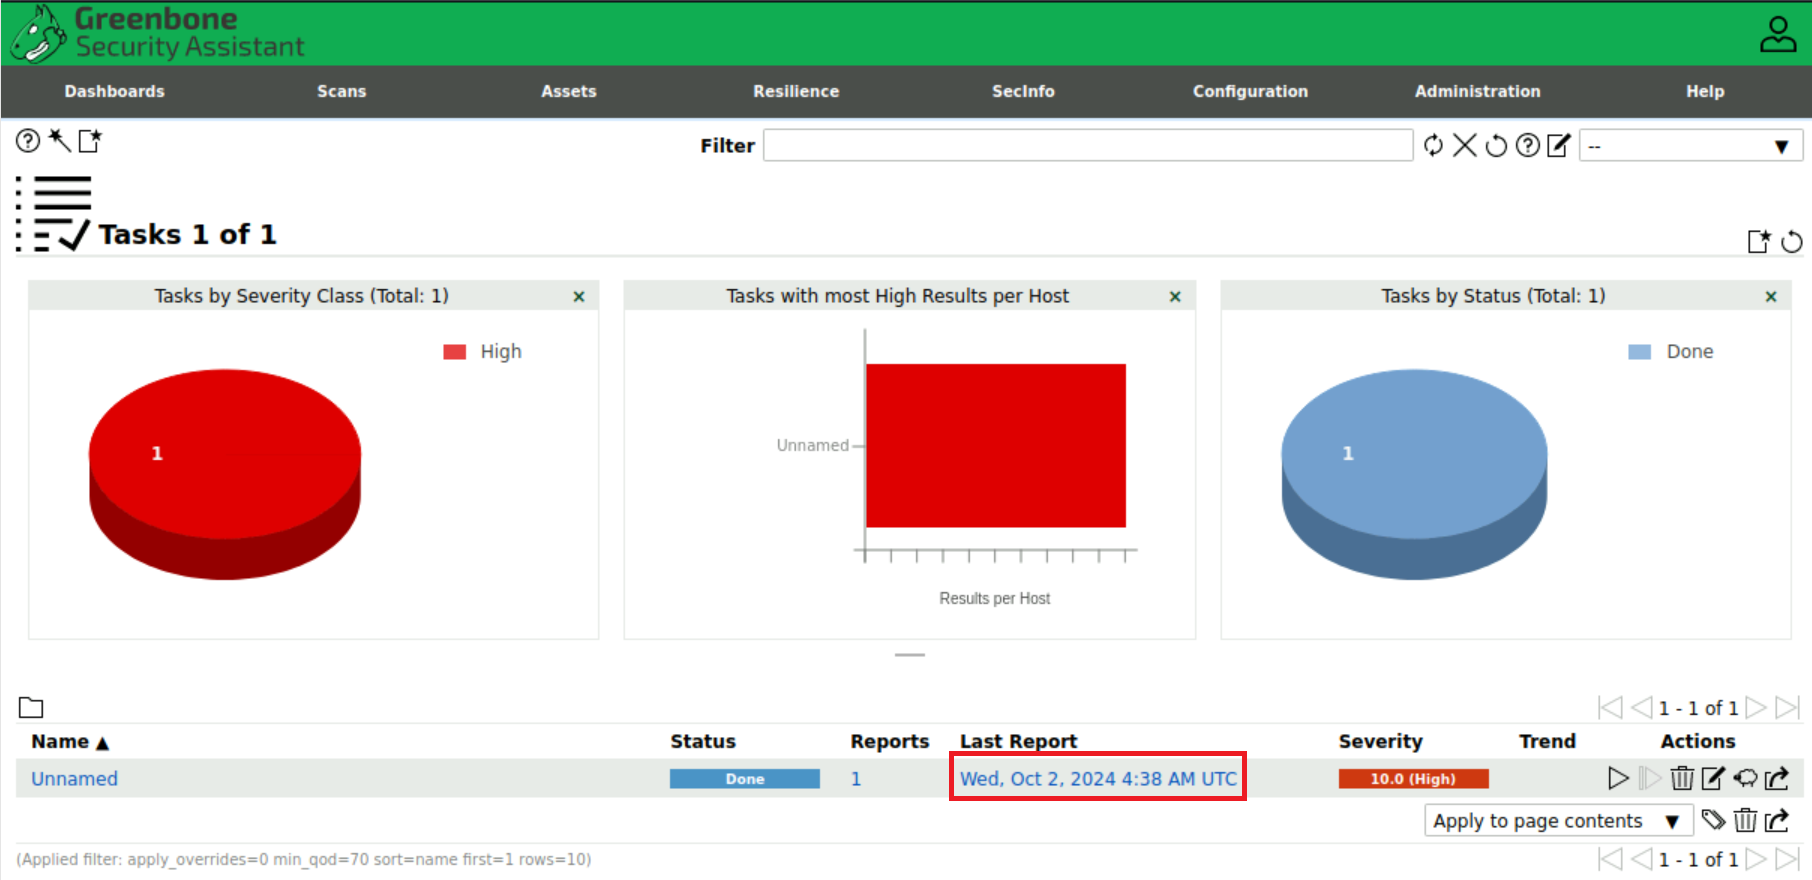 Greenbone
Security Assistant
Dashboards Scans Assets Resilience SecInfo Configuration Administration Help
Filter --
Tasks 1 of 1
Tasks by Severity Class (Total: 1)
High
1
Tasks with most High Results per Host
Unnamed
Results per Host
Tasks by Status (Total: 1)
Done
1
1 - 1 of 1
Name ▲ Status Reports Last Report Severity Trend Actions
Unnamed Done 1 Wed, Oct 2, 2024 4:38 AM UTC 10.0 (High)
Apply to page contents ▼
(Applied filter: apply_overrides=0 min_qod=70 sort=name first=1 rows=10) 1 - 1 of 1